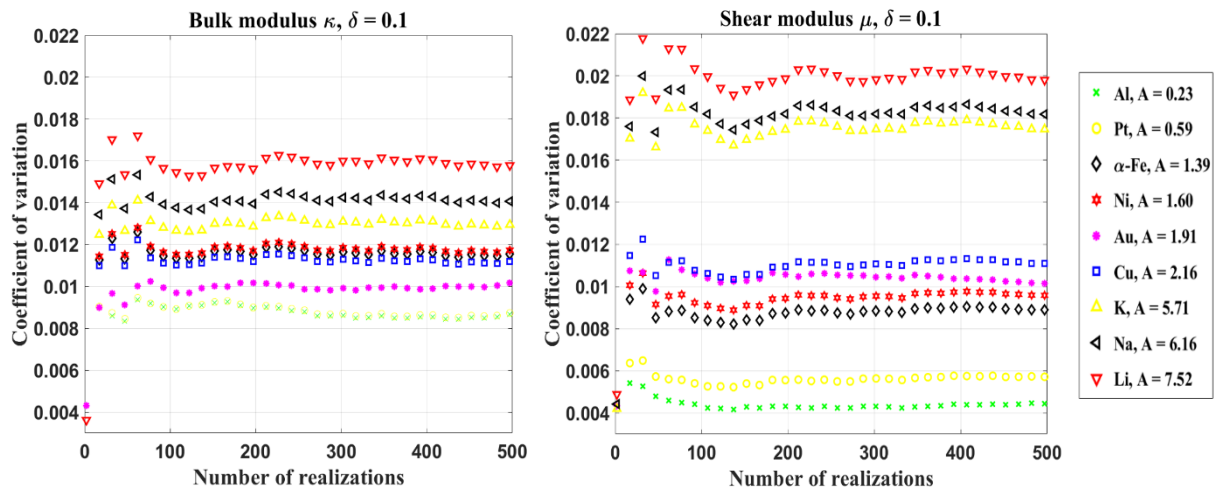 Bulk modulus κ, δ = 0.1
Coefficient of variation
0.022
0.02
0.018
0.016
0.014
0.012
0.01
0.008
0.006
0.004
0
100
200
300
400
500
Number of realizations
Shear modulus μ, δ = 0.1
Coefficient of variation
0.022
0.02
0.018
0.016
0.014
0.012
0.01
0.008
0.006
0.004
0
100
200
300
400
500
Number of realizations
Al, A = 0.23
Pt, A = 0.59
α-Fe, A = 1.39
Ni, A = 1.60
Au, A = 1.91
Cu, A = 2.16
K, A = 5.71
Na, A = 6.16
Li, A = 7.52